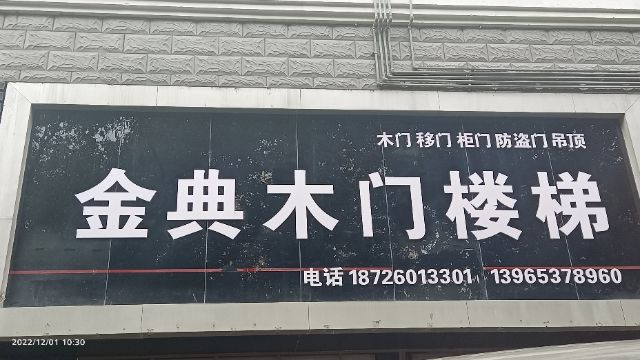 木门 移门 柜门 防盗门 吊顶
金典木门楼梯
电话 18726013301 13965378960
2022/12/01 10:30